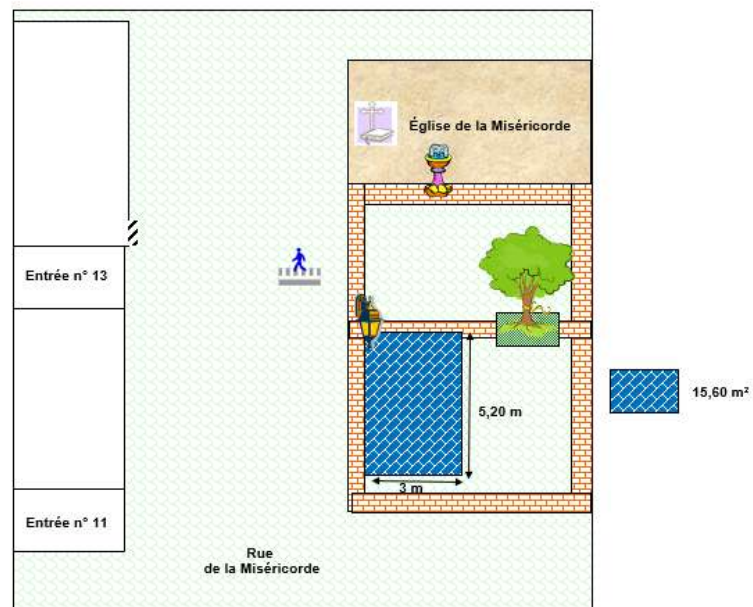 Église de la Miséricorde
Entrée n° 13
5,20 m
15,60 m²
3 m
Entrée n° 11
Rue
de la Miséricorde